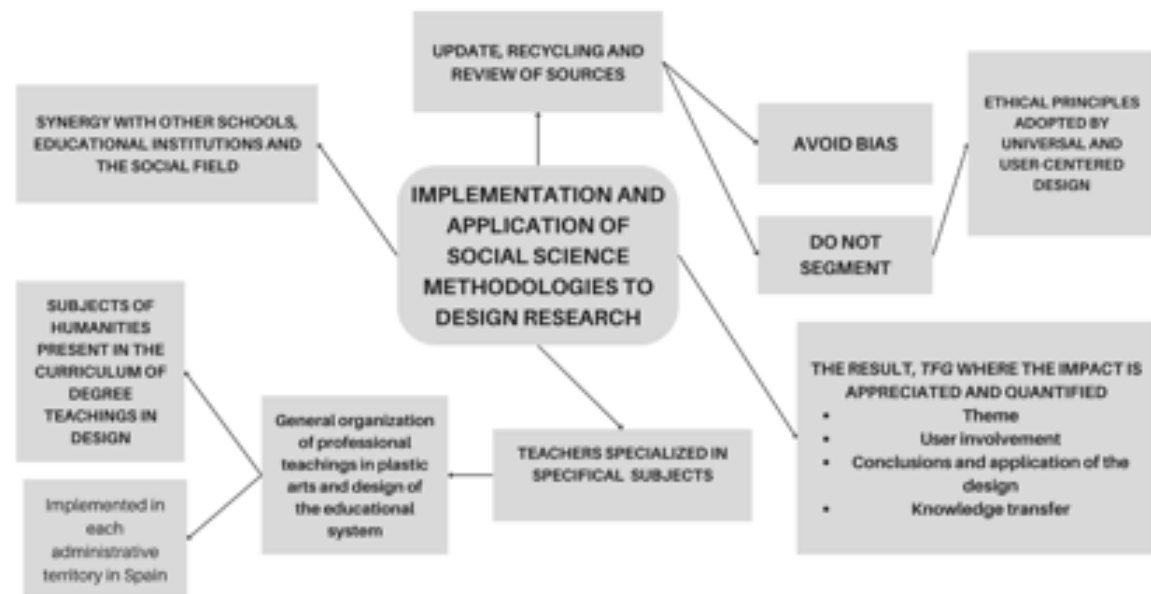 UPDATE, RECYCLING AND
REVIEW OF SOURCES
SYNERGY WITH OTHER SCHOOLS,
EDUCATIONAL INSTITUTIONS AND
THE SOCIAL FIELD
AVOID BIAS
ETHICAL PRINCIPLES
ADOPTED BY
UNIVERSAL AND
USER-CENTERED
DESIGN
IMPLEMENTATION AND
APPLICATION OF
SOCIAL SCIENCE
METHODOLOGIES TO
DESIGN RESEARCH
DO NOT
SEGMENT
SUBJECTS OF
HUMANITIES
PRESENT IN THE
CURRICULUM OF
DEGREE
TEACHINGS IN
DESIGN
General organization
of professional
teachings in plastic
arts and design of
the educational
system
TEACHERS SPECIALIZED IN
SPECIFICAL SUBJECTS
THE RESULT, TFG WHERE THE IMPACT IS
APPRECIATED AND QUANTIFIED
• Theme
• User involvement
• Conclusions and application of the
design
• Knowledge transfer
Implemented in
each
administrative
territory in Spain